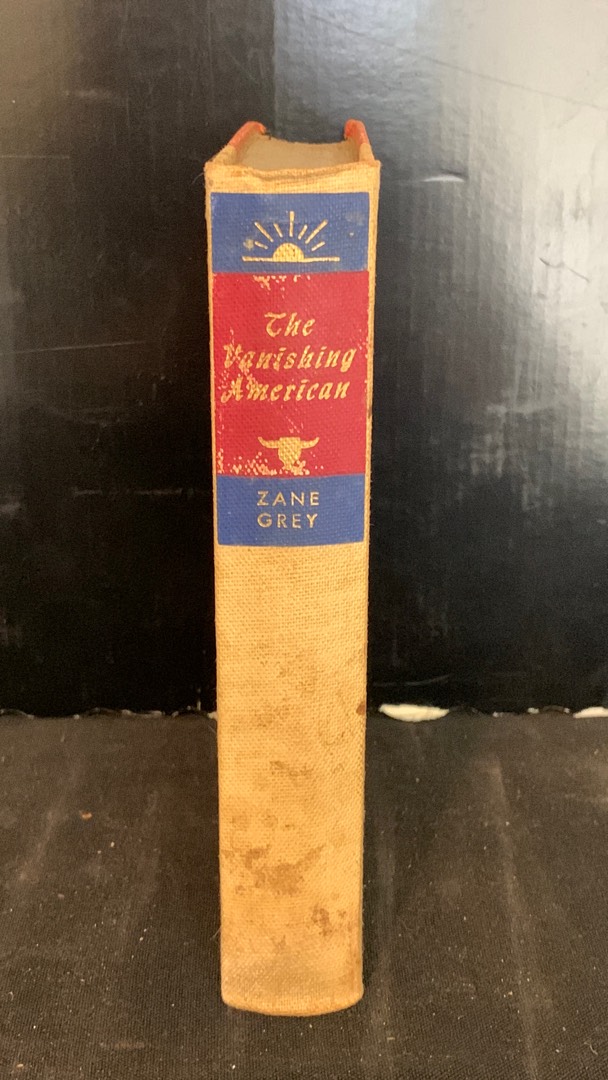 The
Vanishing
American
ZANE
GREY